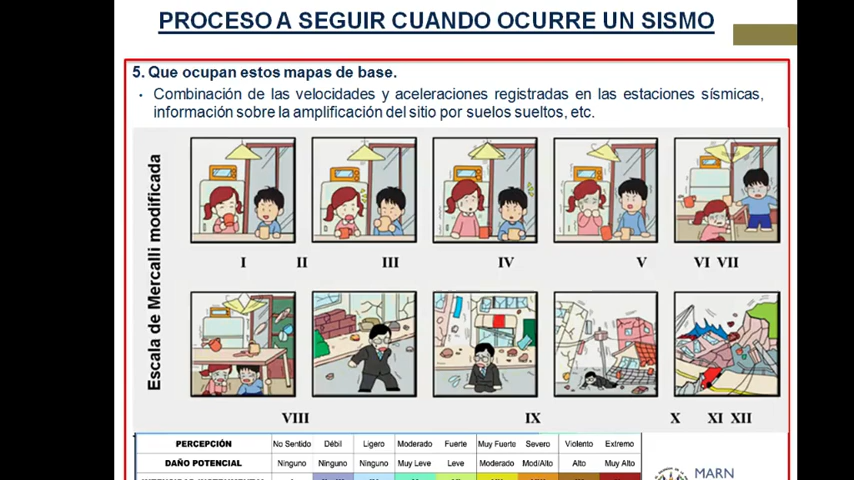 PROCESO A SEGUIR CUANDO OCURRE UN SISMO
5. Que ocupan estos mapas de base.
• Combinación de las velocidades y aceleraciones registradas en las estaciones sísmicas,
información sobre la amplificación del sitio por suelos sueltos, etc.
Escala de Mercalli modificada
I II III IV V VI VII
VIII IX X XI XII
PERCEPCIÓN No Sentido Débil Ligero Moderado Fuerte Muy Fuerte Severo Violento Extremo
DAÑO POTENCIAL Ninguno Ninguno Ninguno Muy Leve Leve Moderado Mod/Alto Alto Muy Alto
MARN